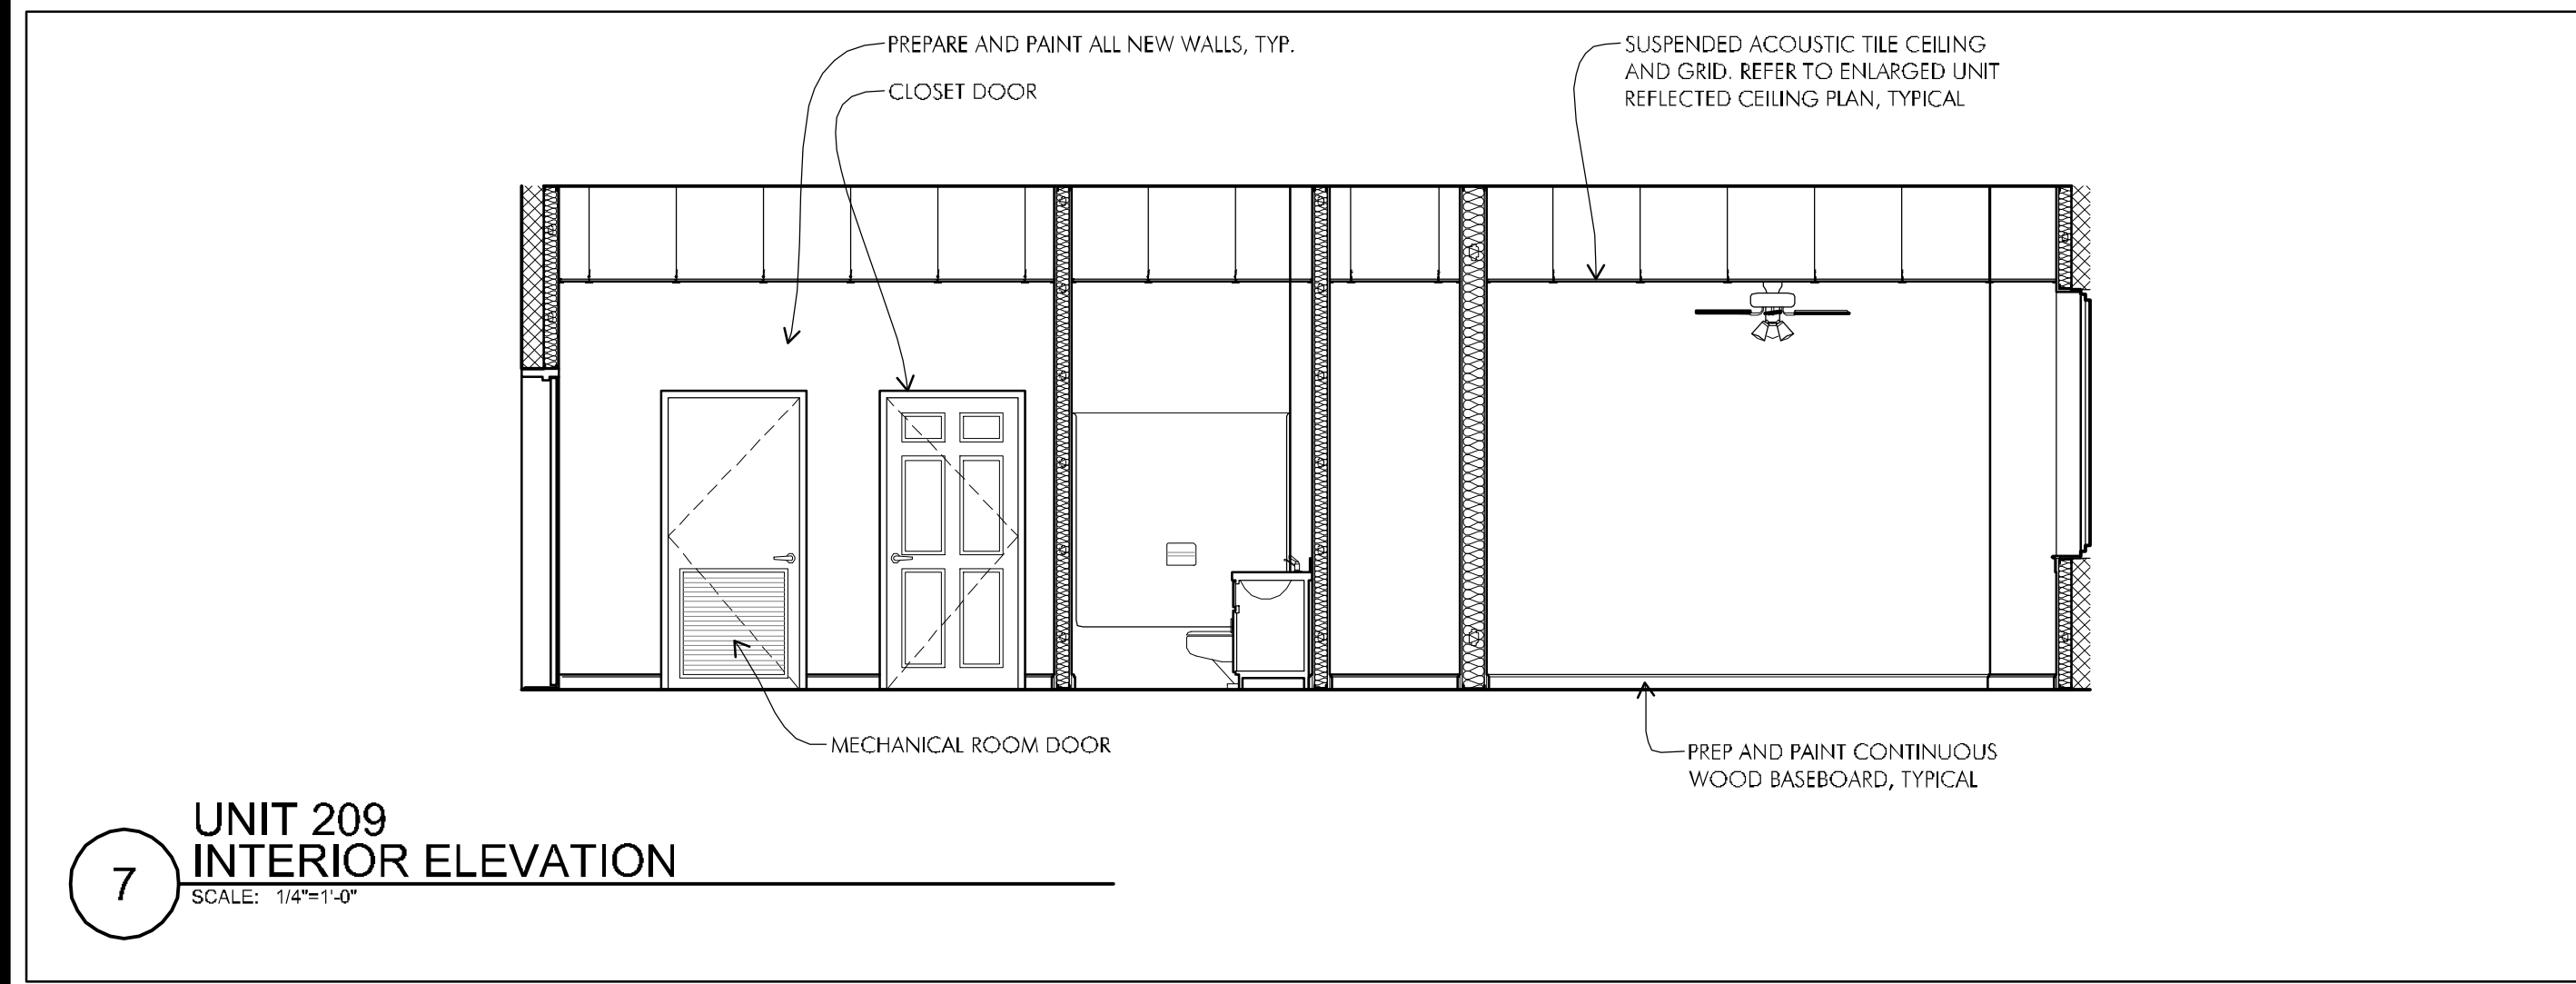 PREPARE AND PAINT ALL NEW WALLS, TYP.
CLOSET DOOR
SUSPENDED ACOUSTIC TILE CEILING
AND GRID. REFER TO ENLARGED UNIT
REFLECTED CEILING PLAN, TYPICAL
MECHANICAL ROOM DOOR
PREP AND PAINT CONTINUOUS
WOOD BASEBOARD, TYPICAL
7
UNIT 209
INTERIOR ELEVATION
SCALE: 1/4"=1'-0"